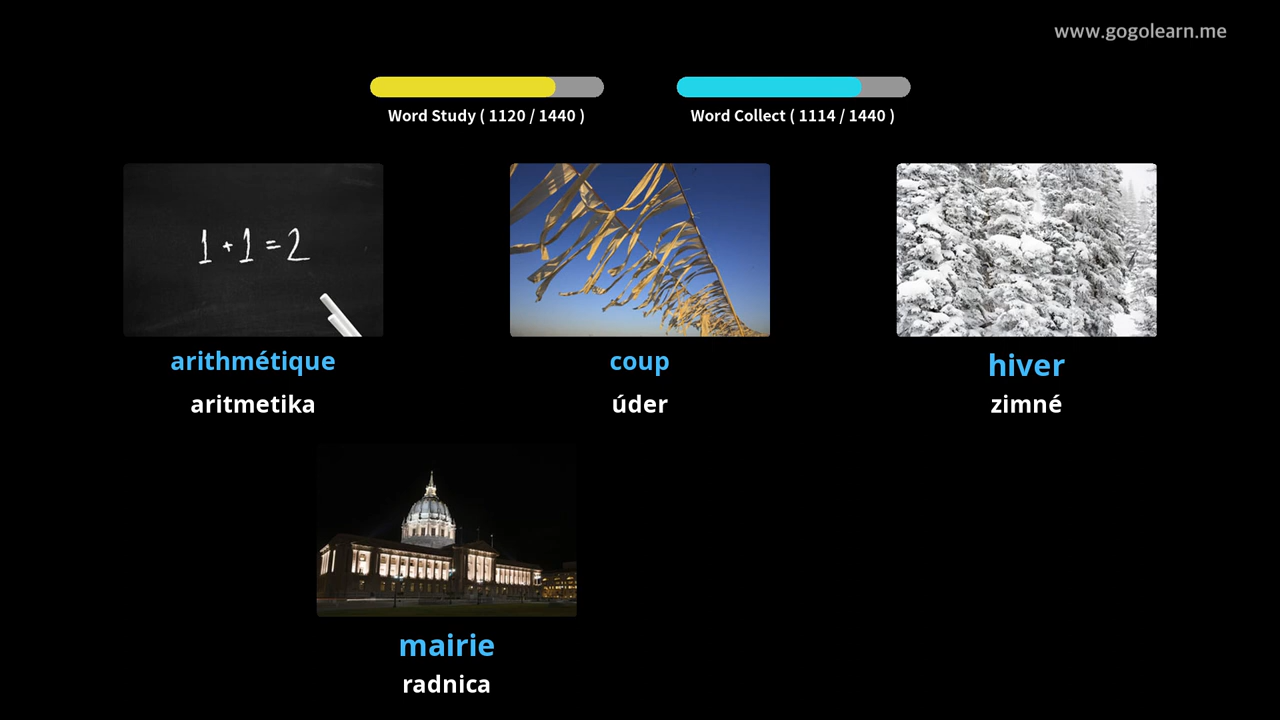 www.gogolearn.me
Word Study ( 1120 / 1440 )
Word Collect ( 1114 / 1440 )
1 + 1 = 2
arithmétique
aritmetika
coup
úder
hiver
zimné
mairie
radnica